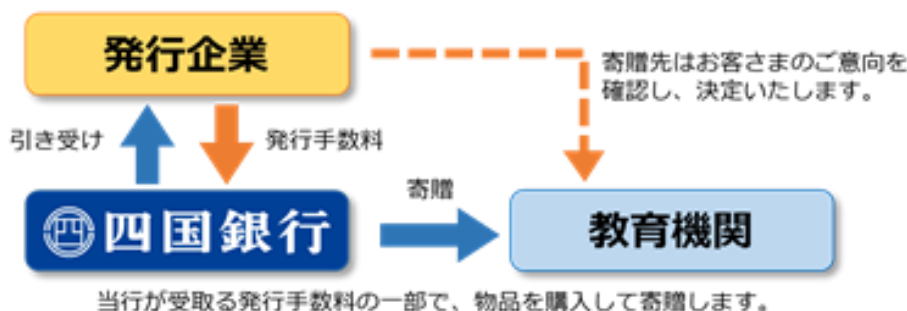 発行企業
寄贈先はお客さまのご意向を
確認し、決定いたします。
引き受け
発行手数料
寄贈
四国銀行
教育機関
当行が受取る発行手数料の一部で、物品を購入して寄贈します。